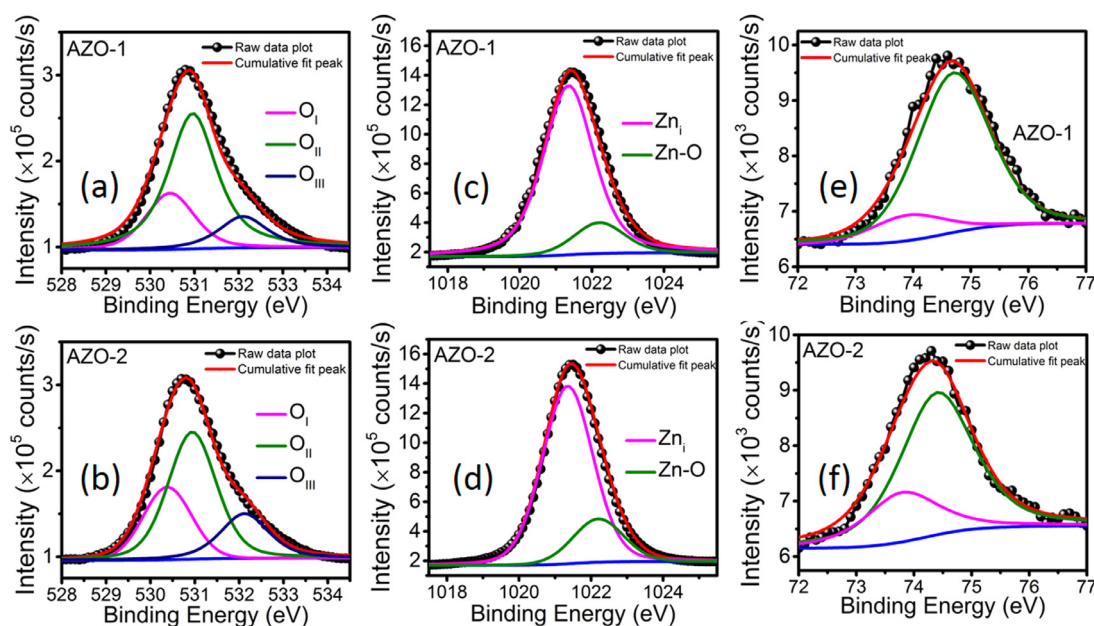 AZO-1
Raw data plot
Cumulative fit peak
O_I
O_II
O_III
(a)
3
2
1
528 529 530 531 532 533 534
Binding Energy (eV)
Intensity (×10^5 counts/s)
AZO-1
Raw data plot
Cumulative fit peak
Zn_i
Zn-O
(c)
16
14
12
10
8
6
4
2
1018 1020 1022 1024
Binding Energy (eV)
Intensity (×10^5 counts/s)
Raw data plot
Cumulative fit peak
AZO-1
(e)
10
9
8
7
6
72 73 74 75 76 77
Binding Energy (eV)
Intensity (×10^3 counts/s)
AZO-2
Raw data plot
Cumulative fit peak
O_I
O_II
O_III
(b)
3
2
1
528 529 530 531 532 533 534
Binding Energy (eV)
Intensity (×10^5 counts/s)
AZO-2
Raw data plot
Cumulative fit peak
Zn_i
Zn-O
(d)
16
14
12
10
8
6
4
2
1018 1020 1022 1024
Binding Energy (eV)
Intensity (×10^5 counts/s)
AZO-2
Raw data plot
Cumulative fit peak
(f)
10
9
8
7
6
72 73 74 75 76 77
Binding Energy (eV)
Intensity (×10^3 counts/s)